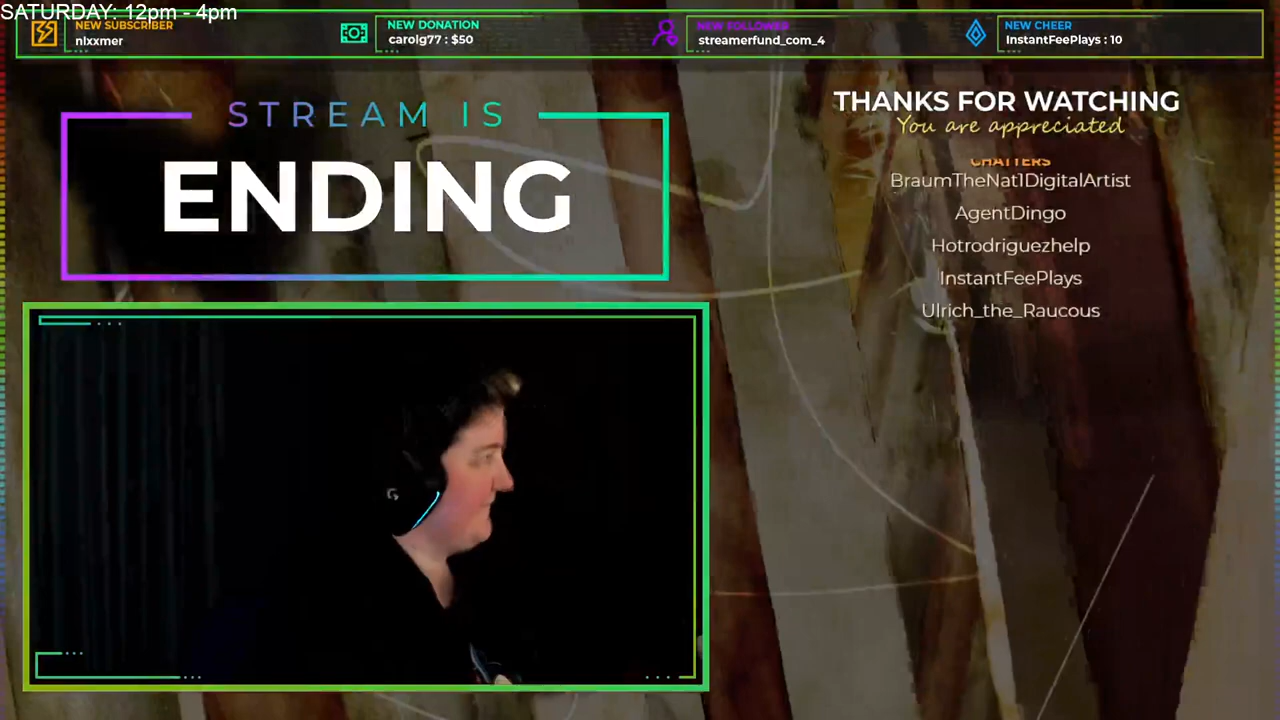 SATURDAY: 12pm - 4pm
NEW SUBSCRIBER
nlxxmer
NEW DONATION
carolg77 : $50
NEW FOLLOWER
streamerfund_com_4
NEW CHEER
InstantFeePlays : 10
STREAM IS
ENDING
THANKS FOR WATCHING
You are appreciated
CHATTERS
BraumTheNat1DigitalArtist
AgentDingo
Hotrodriguezhelp
InstantFeePlays
Ulrich_the_Raucous